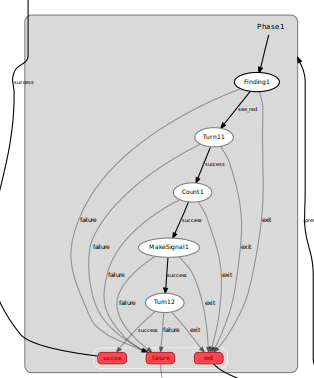 Phase1
Finding1
success
see_red
Turn11
success
Count1
failure
success
exit
failure
MakeSignal1
exit
failure
success
exit
failure
exit
Turn12
success
failure
exit
success
failure
exit